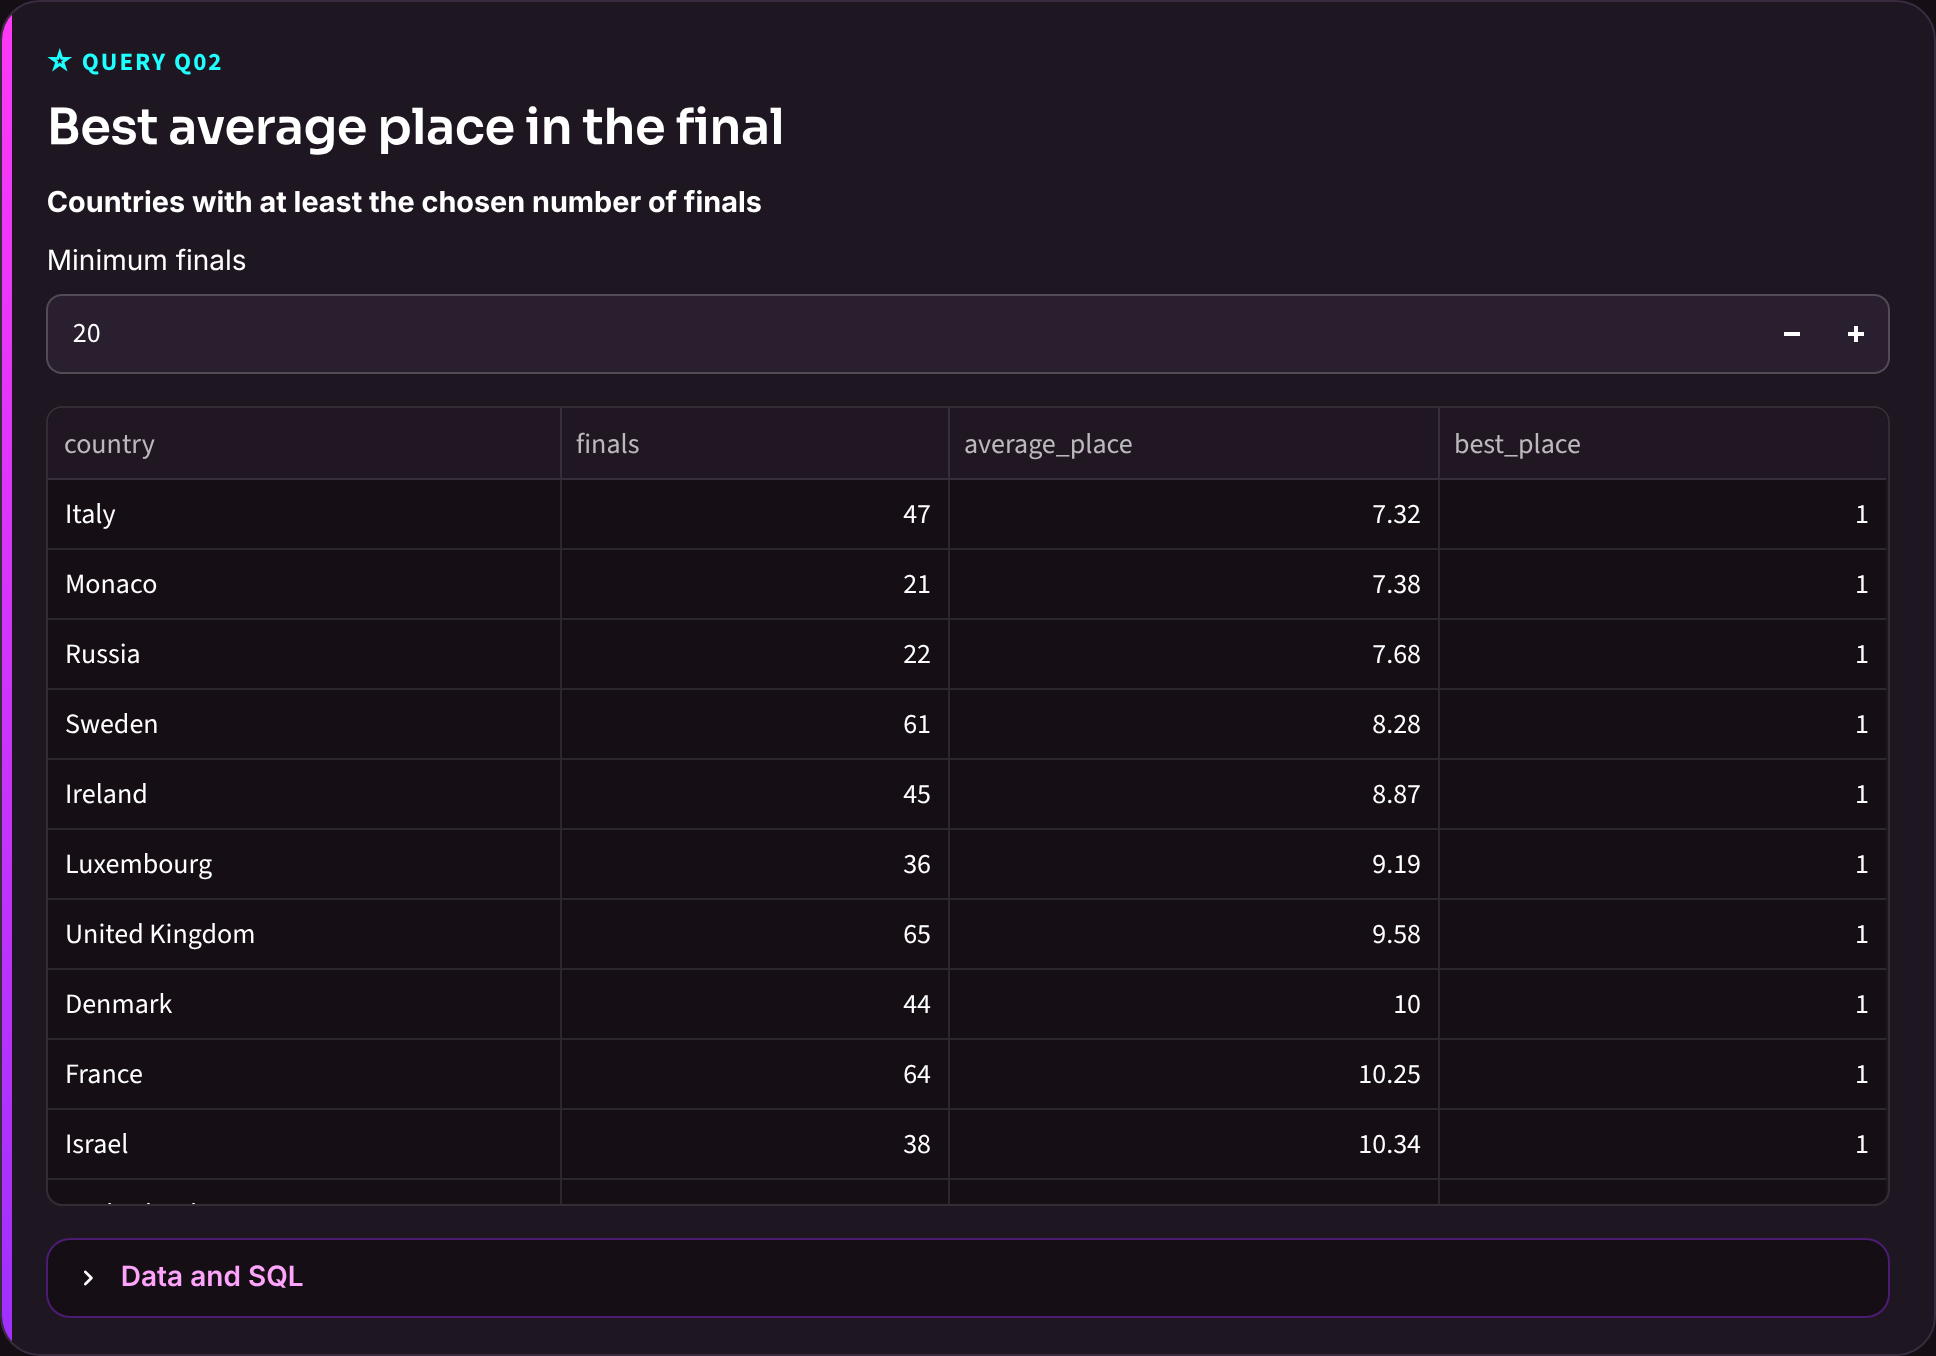 ☆ QUERY Q02
Best average place in the final
Countries with at least the chosen number of finals
Minimum finals
20 − +
country finals average_place best_place
Italy 47 7.32 1
Monaco 21 7.38 1
Russia 22 7.68 1
Sweden 61 8.28 1
Ireland 45 8.87 1
Luxembourg 36 9.19 1
United Kingdom 65 9.58 1
Denmark 44 10 1
France 64 10.25 1
Israel 38 10.34 1
Data and SQL